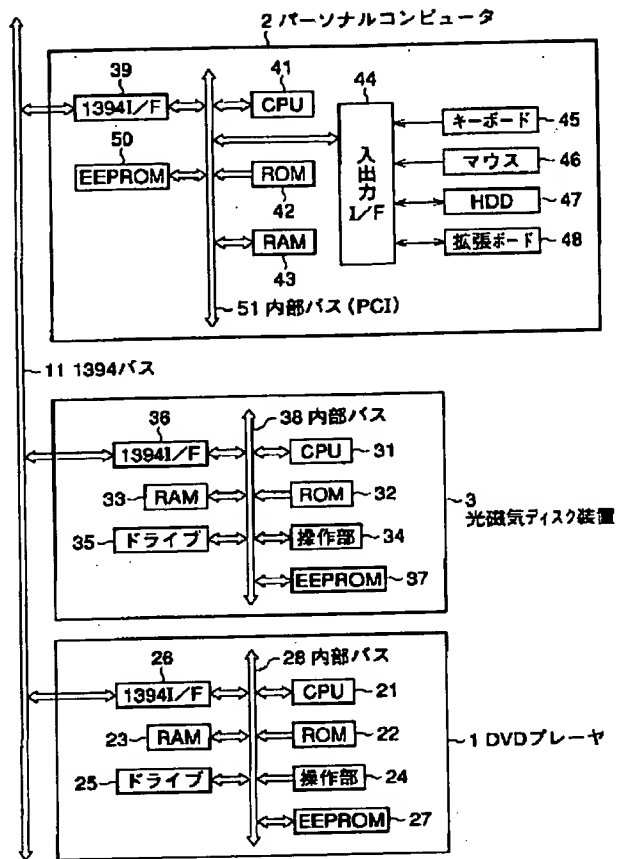 2 パーソナルコンピュータ
39
41
44
1394I/F
CPU
キーボード 45
50
マウス 46
EEPROM
ROM
入出力I/F
HDD 47
42
拡張ボード 48
RAM
43
51 内部バス(PCI)
11 1394バス
36
38 内部バス
1394I/F
CPU 31
33 RAM
ROM 32
3
光磁気ディスク装置
35 ドライブ
操作部 34
EEPROM 37
26
28 内部バス
1394I/F
CPU 21
23 RAM
ROM 22
1 DVDプレーヤ
25 ドライブ
操作部 24
EEPROM 27